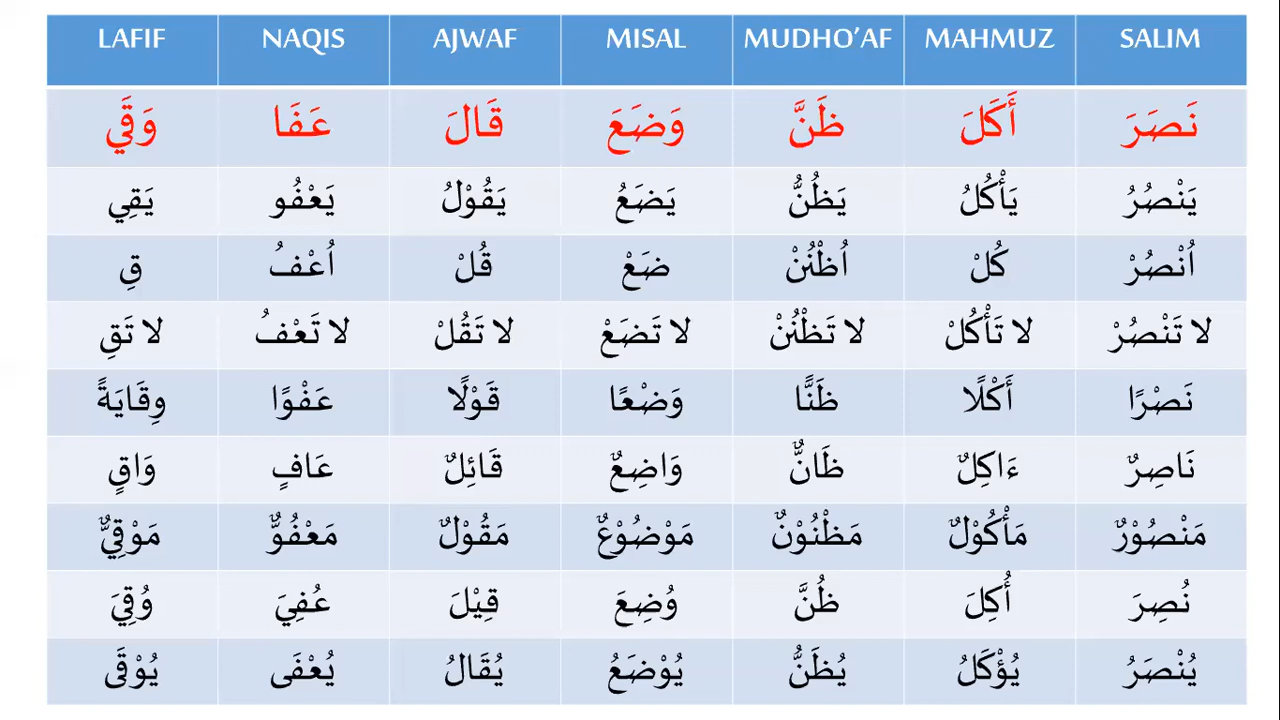 LAFIF NAQIS AJWAF MISAL MUDHO’AF MAHMUZ SALIM
نَصَرَ أَكَلَ ظَنَّ وَضَعَ قَالَ عَفَا وَقَي
يَنْصُرُ يَأْكُلُ يَظُنُّ يَضَعُ يَقُوْلُ يَعْفُو يَقِي
اُنْصُرْ كُلْ اُظْنُنْ ضَعْ قُلْ اُعْفُ قِ
لا تَنْصُرْ لا تَأْكُلْ لا تَظْنُنْ لا تَضَعْ لا تَقُلْ لا تَعْفُ لا تَقِ
نَصْرًا أَكْلًا ظَنًّا وَضْعًا قَوْلًا عَفْوًا وِقَايَةً
نَاصِرٌ ءَاكِلٌ ظَانٌّ وَاضِعٌ قَائِلٌ عَافٍ وَاقٍ
مَنْصُوْرٌ مَأْكُوْلٌ مَظْنُوْنٌ مَوْضُوْعٌ مَقُوْلٌ مَعْفُوٌّ مَوْقِيٌّ
نُصِرَ أُكِلَ ظُنَّ وُضِعَ قِيْلَ عُفِيَ وُقِيَ
يُنْصَرُ يُؤْكَلُ يُظَنُّ يُوْضَعُ يُقَالُ يُعْفَى يُوْقَى